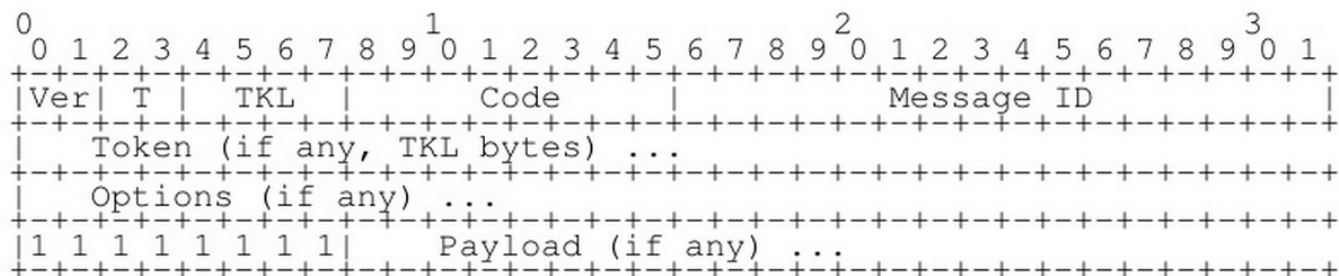 0                   1                   2                   3
 0 1 2 3 4 5 6 7 8 9 0 1 2 3 4 5 6 7 8 9 0 1 2 3 4 5 6 7 8 9 0 1
+-+-+-+-+-+-+-+-+-+-+-+-+-+-+-+-+-+-+-+-+-+-+-+-+-+-+-+-+-+-+-+-+
|Ver| T |  TKL  |      Code     |          Message ID           |
+-+-+-+-+-+-+-+-+-+-+-+-+-+-+-+-+-+-+-+-+-+-+-+-+-+-+-+-+-+-+-+-+
|   Token (if any, TKL bytes) ...
+-+-+-+-+-+-+-+-+-+-+-+-+-+-+-+-+-+-+-+-+-+-+-+-+-+-+-+-+-+-+-+-+
|   Options (if any) ...
+-+-+-+-+-+-+-+-+-+-+-+-+-+-+-+-+-+-+-+-+-+-+-+-+-+-+-+-+-+-+-+-+
|1 1 1 1 1 1 1 1|    Payload (if any) ...
+-+-+-+-+-+-+-+-+-+-+-+-+-+-+-+-+-+-+-+-+-+-+-+-+-+-+-+-+-+-+-+-+